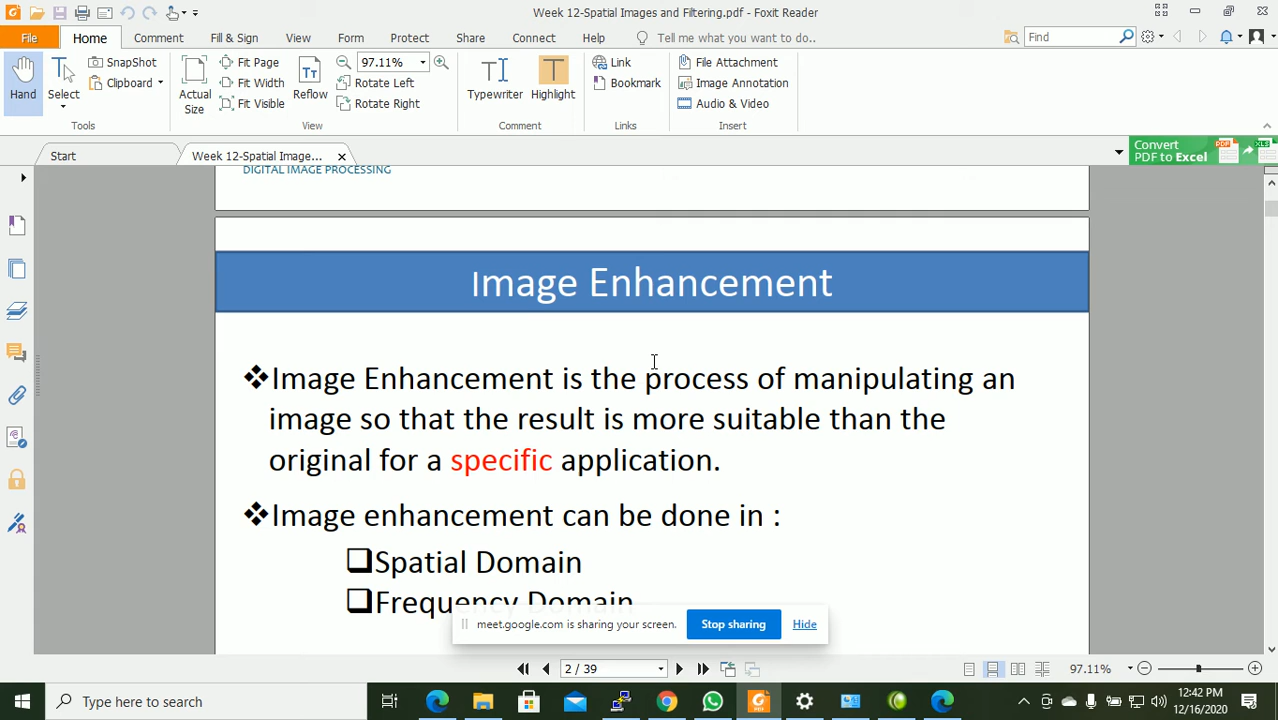 Week 12-Spatial Images and Filtering.pdf - Foxit Reader
File Home Comment Fill & Sign View Form Protect Share Connect Help Tell me what you want to do.. Find
Hand
Select
SnapShot
Clipboard
Tools
Actual Size
Fit Page
Fit Width
Fit Visible
Reflow
97.11%
Rotate Left
Rotate Right
View
Typewriter
Highlight
Comment
Link
Bookmark
Links
File Attachment
Image Annotation
Audio & Video
Insert
Start
Week 12-Spatial Image...
Convert
PDF to Excel
PDF
XLS
DIGITAL IMAGE PROCESSING
Image Enhancement
Image Enhancement is the process of manipulating an
image so that the result is more suitable than the
original for a specific application.
Image enhancement can be done in :
Spatial Domain
Frequency Domain
meet.google.com is sharing your screen. Stop sharing Hide
2 / 39
97.11%
Type here to search
12:42 PM
12/16/2020